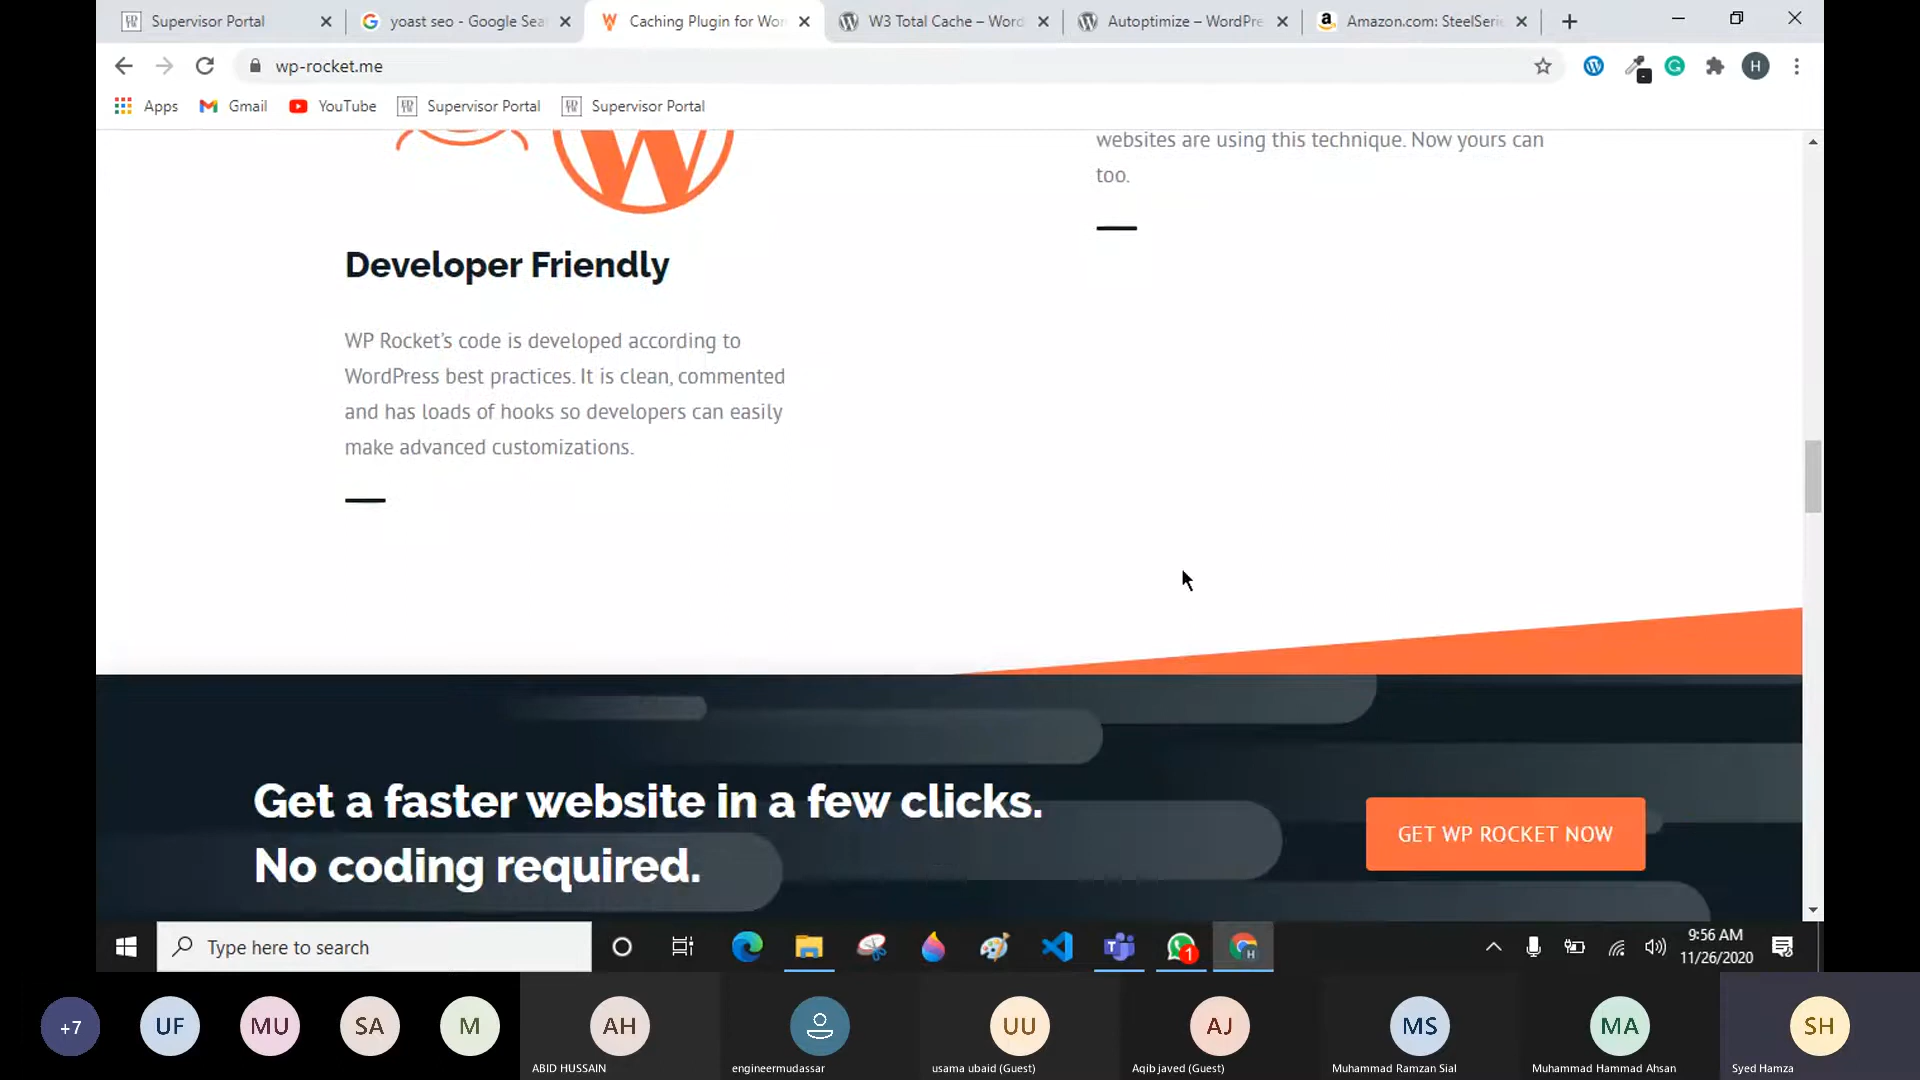 Supervisor Portal
yoast seo - Google Sea
Caching Plugin for Wor
W3 Total Cache – Word
Autoptimize – WordPre
Amazon.com: SteelSeri
wp-rocket.me
H
Apps
Gmail
YouTube
Supervisor Portal
Supervisor Portal
websites are using this technique. Now yours can
too.
Developer Friendly
WP Rocket's code is developed according to
WordPress best practices. It is clean, commented
and has loads of hooks so developers can easily
make advanced customizations.
Get a faster website in a few clicks.
No coding required.
GET WP ROCKET NOW
Type here to search
1
H
9:56 AM
11/26/2020
+7
UF
MU
SA
M
AH
UU
AJ
MS
MA
SH
ABID HUSSAIN
engineermudassar
usama ubaid (Guest)
Aqib javed (Guest)
Muhammad Ramzan Sial
Muhammad Hammad Ahsan
Syed Hamza